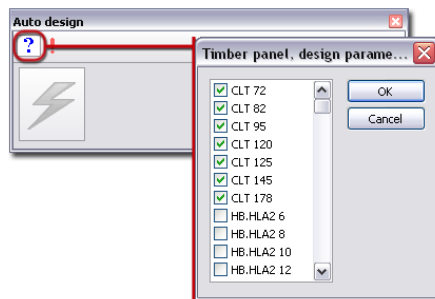 Auto design
?
Timber panel, design parame...
CLT 72
CLT 82
CLT 95
CLT 120
CLT 125
CLT 145
CLT 178
HB.HLA2 6
HB.HLA2 8
HB.HLA2 10
HB.HLA2 12
OK
Cancel